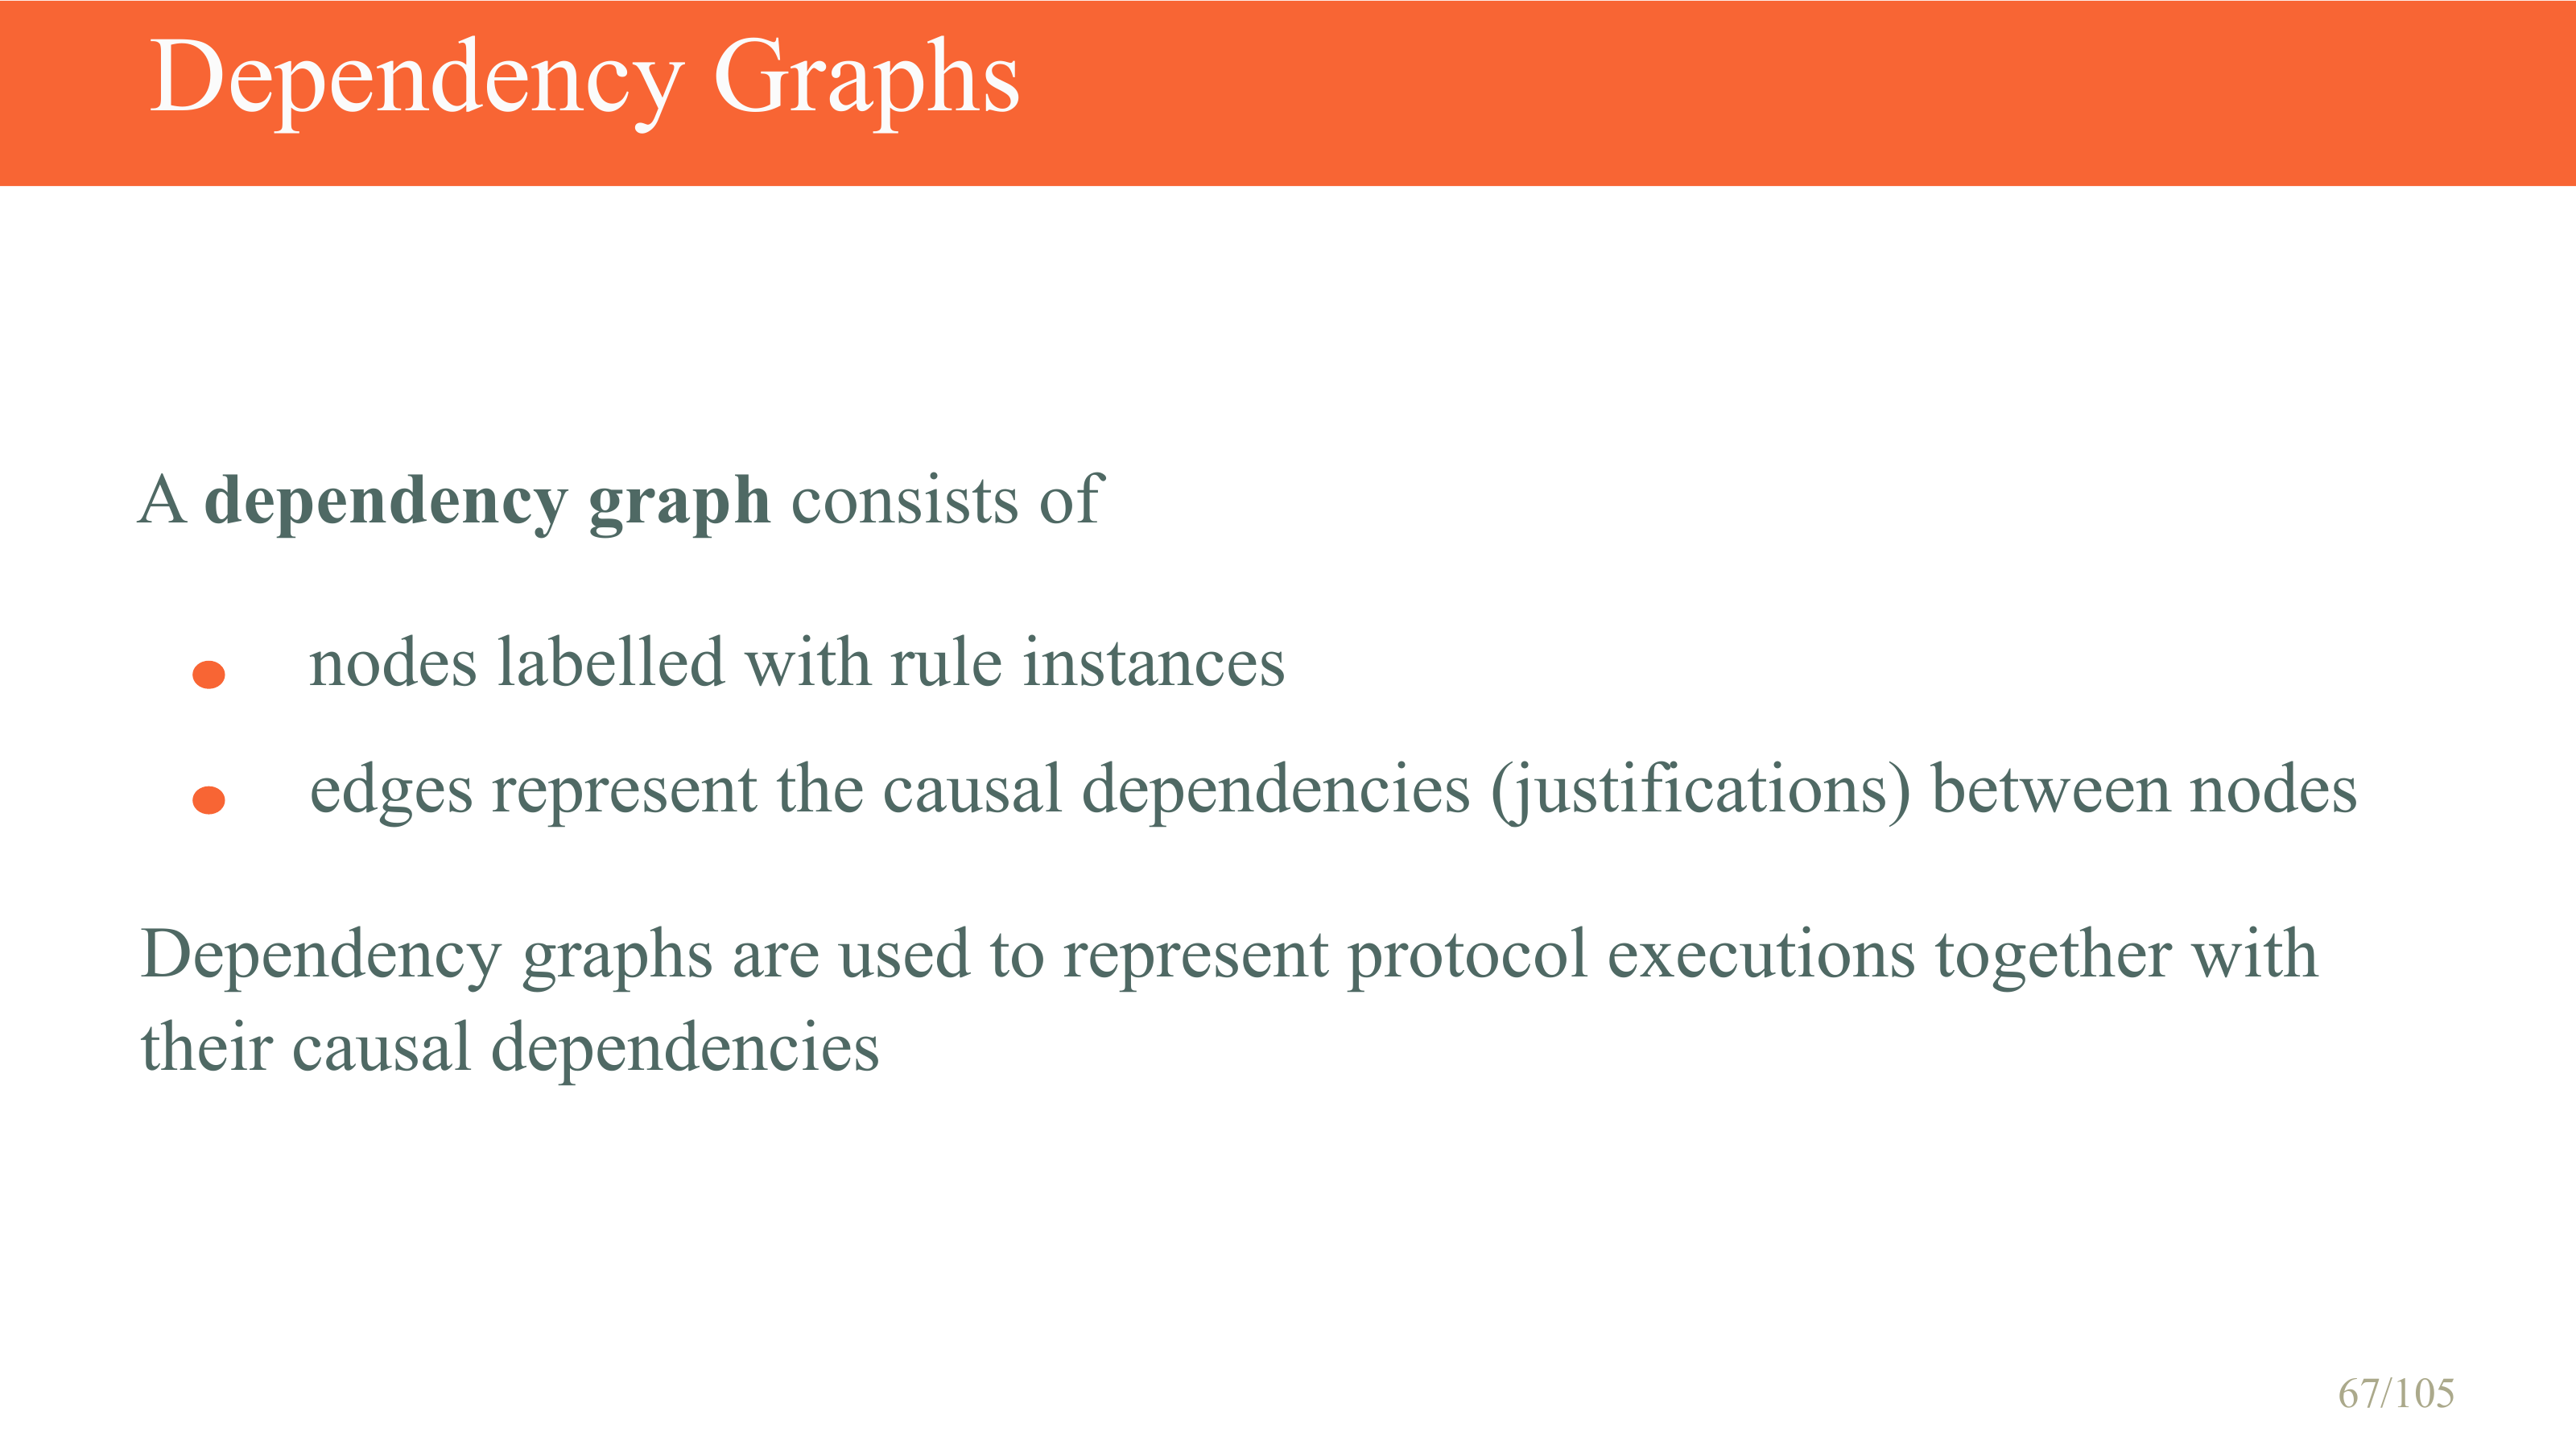 Dependency Graphs
A dependency graph consists of
nodes labelled with rule instances
edges represent the causal dependencies (justifications) between nodes
Dependency graphs are used to represent protocol executions together with
their causal dependencies
67/105